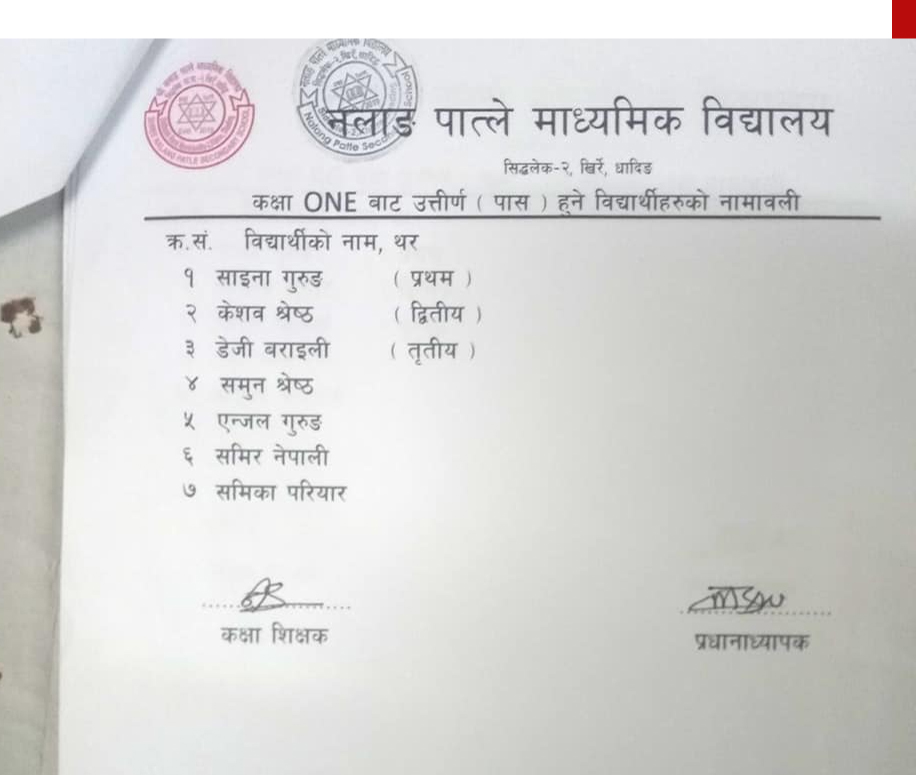 नलाङ पात्ले माध्यमिक विद्यालय
सिद्धलेक-२, खिरेँ, धादिङ
कक्षा ONE बाट उत्तीर्ण ( पास ) हुने विद्यार्थीहरुको नामावली
क्र.सं. विद्यार्थीको नाम, थर
१ साइना गुरुङ ( प्रथम )
२ केशव श्रेष्ठ ( द्वितीय )
३ डेजी बराइली ( तृतीय )
४ समुन श्रेष्ठ
५ एन्जल गुरुङ
६ समिर नेपाली
७ समिका परियार
कक्षा शिक्षक
प्रधानाध्यापक